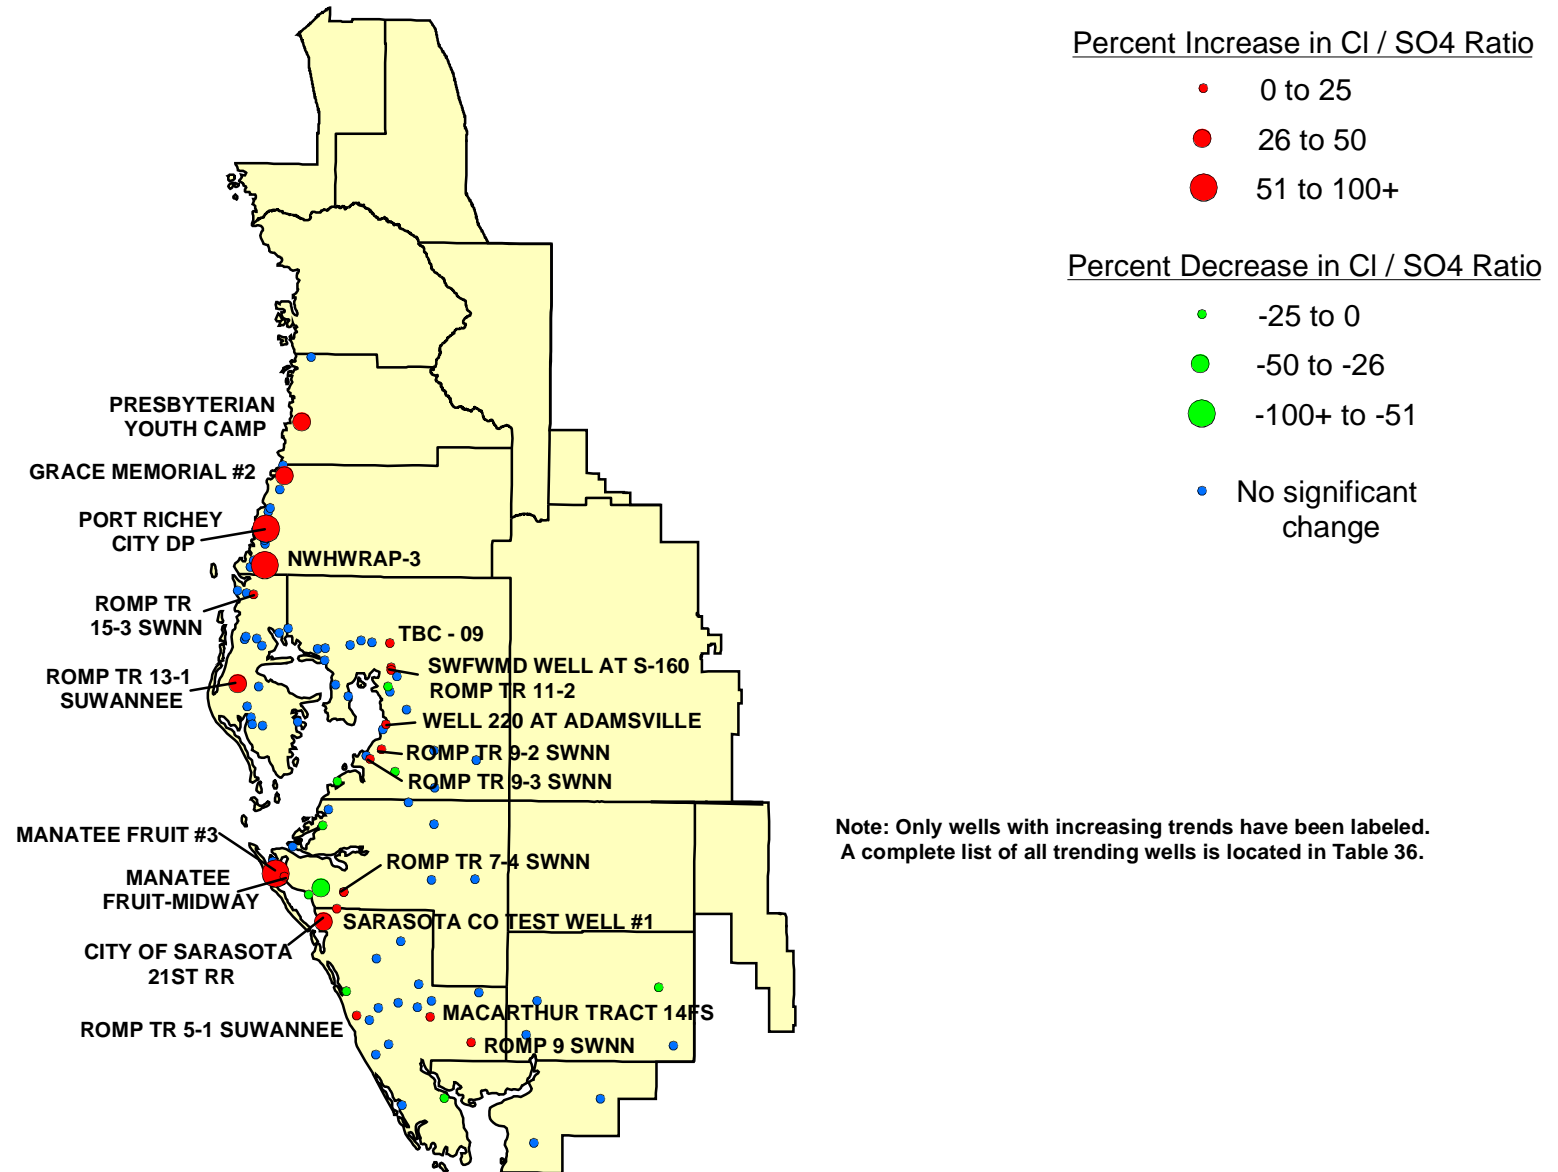 Percent Increase in Cl / SO4 Ratio
0 to 25
26 to 50
51 to 100+
Percent Decrease in Cl / SO4 Ratio
-25 to 0
-50 to -26
-100+ to -51
No significant
change
PRESBYTERIAN
YOUTH CAMP
GRACE MEMORIAL #2
PORT RICHEY
CITY DP
NWHWRAP-3
ROMP TR
15-3 SWNN
TBC - 09
SWFWMD WELL AT S-160
ROMP TR 13-1
SUWANNEE
ROMP TR 11-2
WELL 220 AT ADAMSVILLE
ROMP TR 9-2 SWNN
ROMP TR 9-3 SWNN
MANATEE FRUIT #3
ROMP TR 7-4 SWNN
MANATEE
FRUIT-MIDWAY
SARASOTA CO TEST WELL #1
CITY OF SARASOTA
21ST RR
MACARTHUR TRACT 14FS
ROMP TR 5-1 SUWANNEE
ROMP 9 SWNN
Note: Only wells with increasing trends have been labeled.
A complete list of all trending wells is located in Table 36.